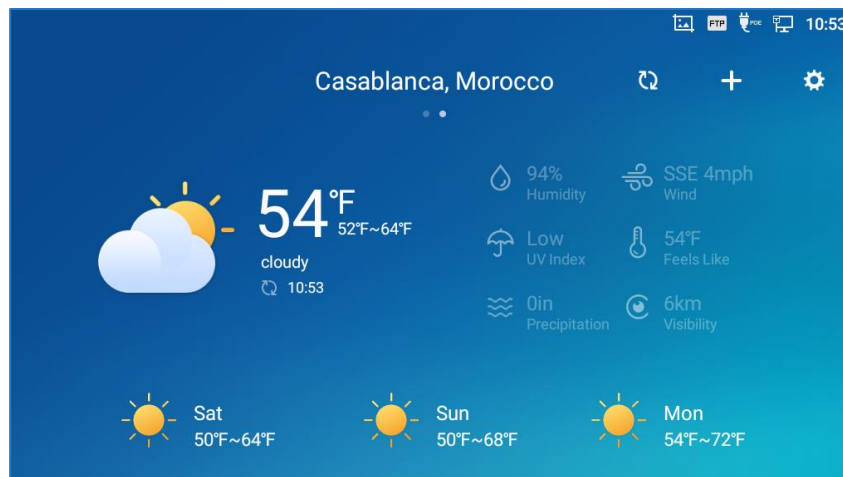 FTP PDE 10:53
Casablanca, Morocco
54°F
52°F~64°F
cloudy
10:53
94%
Humidity
SSE 4mph
Wind
Low
UV Index
54°F
Feels Like
0in
Precipitation
6km
Visibility
Sat
50°F~64°F
Sun
50°F~68°F
Mon
54°F~72°F